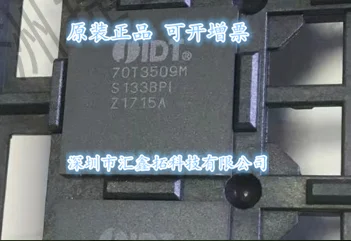 原装正品 可开增票
IDT®
70T3509M
S133BPI
Z1715A
深圳市汇鑫拓科技有限公司